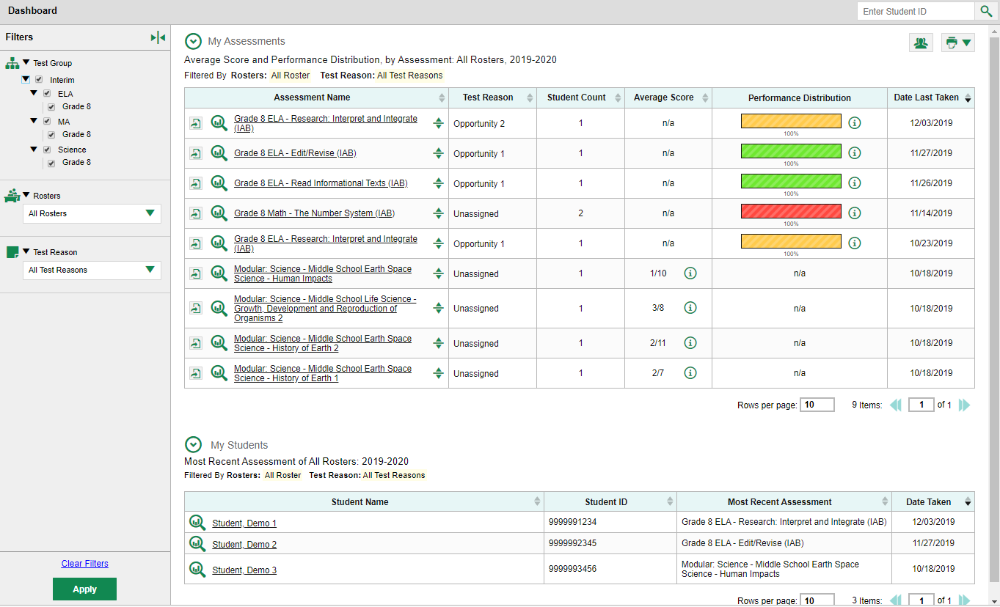 Dashboard
Enter Student ID
Filters
Test Group
Interim
ELA
Grade 8
MA
Grade 8
Science
Grade 8
Rosters
All Rosters
Test Reason
All Test Reasons
Clear Filters
Apply
My Assessments
Average Score and Performance Distribution, by Assessment: All Rosters, 2019-2020
Filtered By Rosters: All Roster Test Reason: All Test Reasons
Assessment Name Test Reason Student Count Average Score Performance Distribution Date Last Taken
Grade 8 ELA - Research: Interpret and Integrate
(IAB)
Opportunity 2 1 n/a 100% 12/03/2019
Grade 8 ELA - Edit/Revise (IAB) Opportunity 1 1 n/a 100% 11/27/2019
Grade 8 ELA - Read Informational Texts (IAB) Opportunity 1 1 n/a 100% 11/26/2019
Grade 8 Math - The Number System (IAB) Unassigned 2 n/a 100% 11/14/2019
Grade 8 ELA - Research: Interpret and Integrate
(IAB)
Opportunity 1 1 n/a 100% 10/23/2019
Modular: Science - Middle School Earth Space
Science - Human Impacts
Unassigned 1 1/10 n/a 10/18/2019
Modular: Science - Middle School Life Science -
Growth, Development and Reproduction of
Organisms 2
Unassigned 1 3/8 n/a 10/18/2019
Modular: Science - Middle School Earth Space
Science - History of Earth 2
Unassigned 1 2/11 n/a 10/18/2019
Modular: Science - Middle School Earth Space
Science - History of Earth 1
Unassigned 1 2/7 n/a 10/18/2019
Rows per page: 10 9 Items: 1 of 1
My Students
Most Recent Assessment of All Rosters: 2019-2020
Filtered By Rosters: All Roster Test Reason: All Test Reasons
Student Name Student ID Most Recent Assessment Date Taken
Student, Demo 1 9999991234 Grade 8 ELA - Research: Interpret and Integrate (IAB) 12/03/2019
Student, Demo 2 9999992345 Grade 8 ELA - Edit/Revise (IAB) 11/27/2019
Student, Demo 3 9999993456 Modular: Science - Middle School Earth Space
Science - Human Impacts
10/18/2019
Rows per page: 10 3 Items: 1 of 1